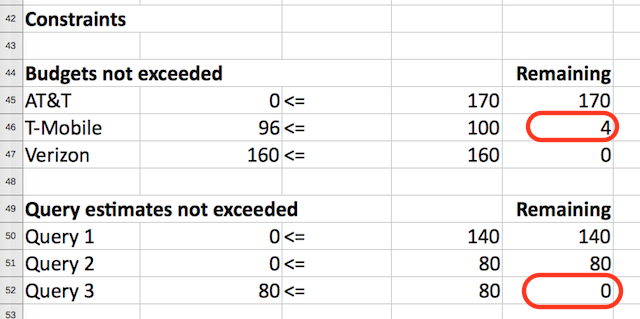 42 Constraints
43
44 Budgets not exceeded Remaining
45 AT&T 0 <= 170 170
46 T-Mobile 96 <= 100 4
47 Verizon 160 <= 160 0
48
49 Query estimates not exceeded Remaining
50 Query 1 0 <= 140 140
51 Query 2 0 <= 80 80
52 Query 3 80 <= 80 0
53